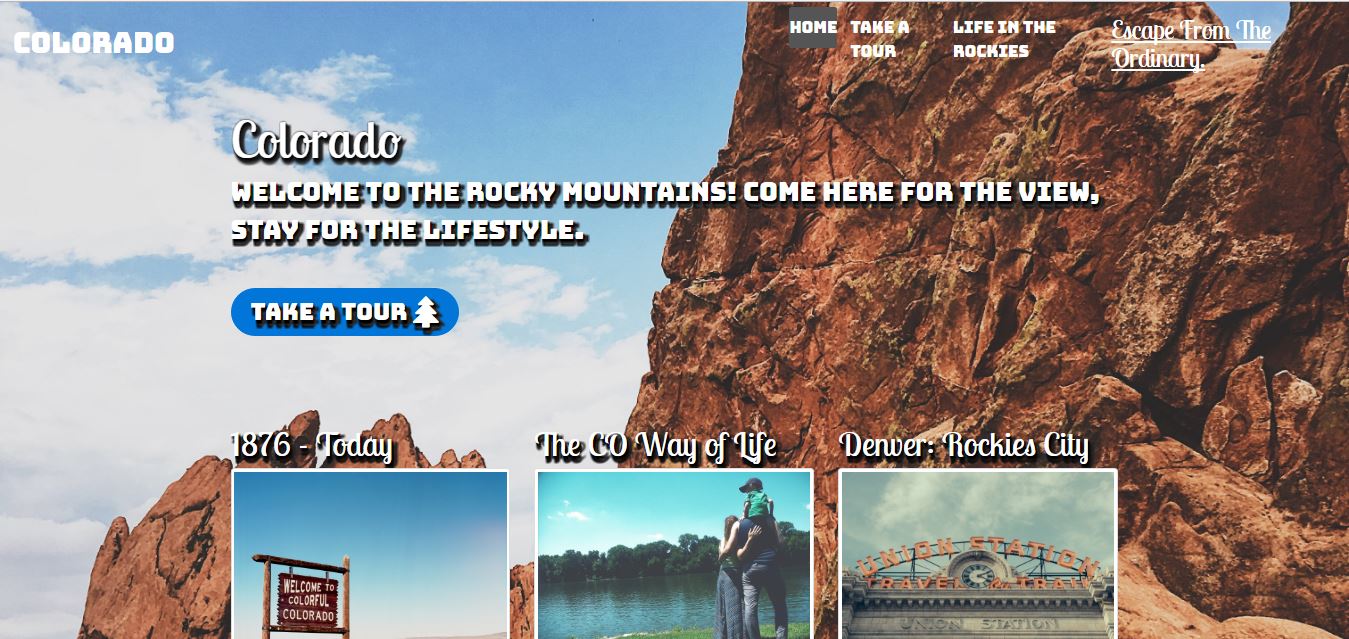 COLORADO
HOME
TAKE A
TOUR
LIFE IN THE
ROCKIES
Escape From The
Ordinary.
Colorado
WELCOME TO THE ROCKY MOUNTAINS! COME HERE FOR THE VIEW,
STAY FOR THE LIFESTYLE.
TAKE A TOUR
1876 - Today
The CO Way of Life
Denver: Rockies City
WELCOME TO
COLORFUL
COLORADO
UNION STATION
TRAVEL by TRAIN
UNION STATION